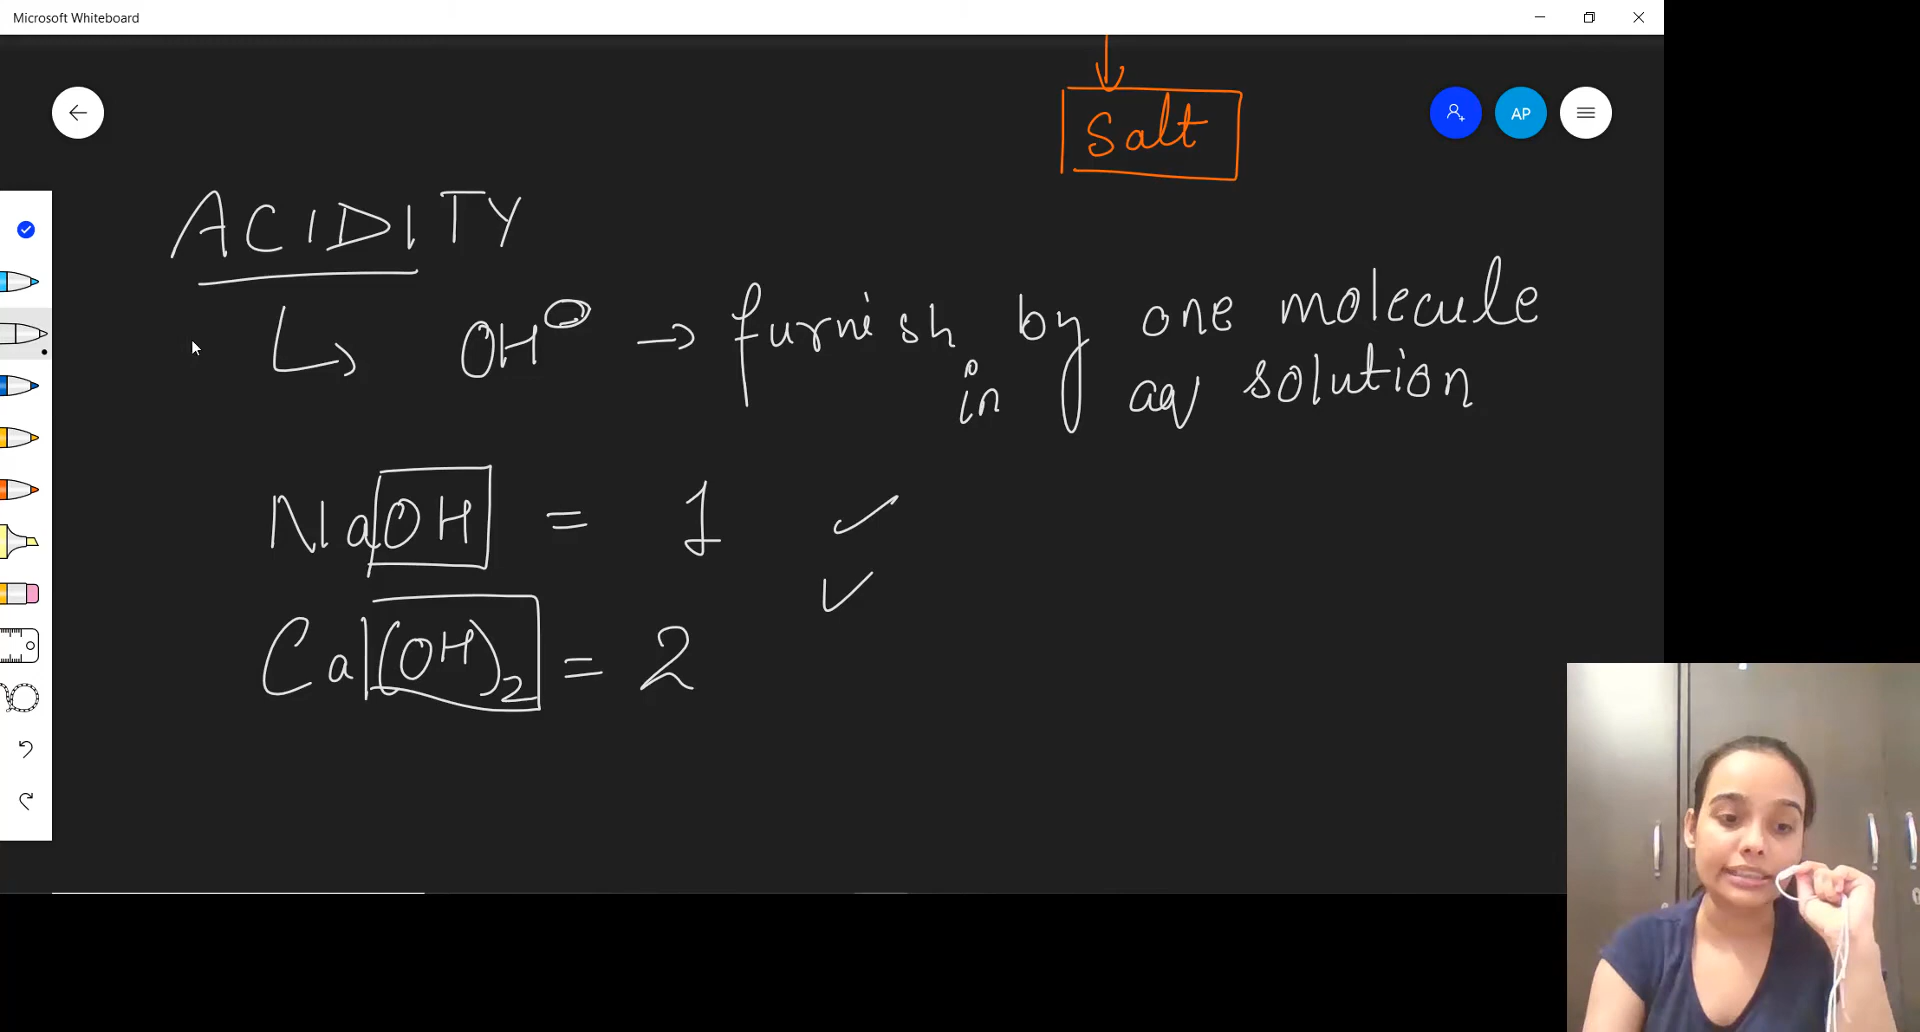 Microsoft Whiteboard
Salt
AP
ACIDITY
↳ OH⊖ → furnish by one molecule
in aq solution
NaOH = 1 ✓
✓
Ca(OH)₂ = 2